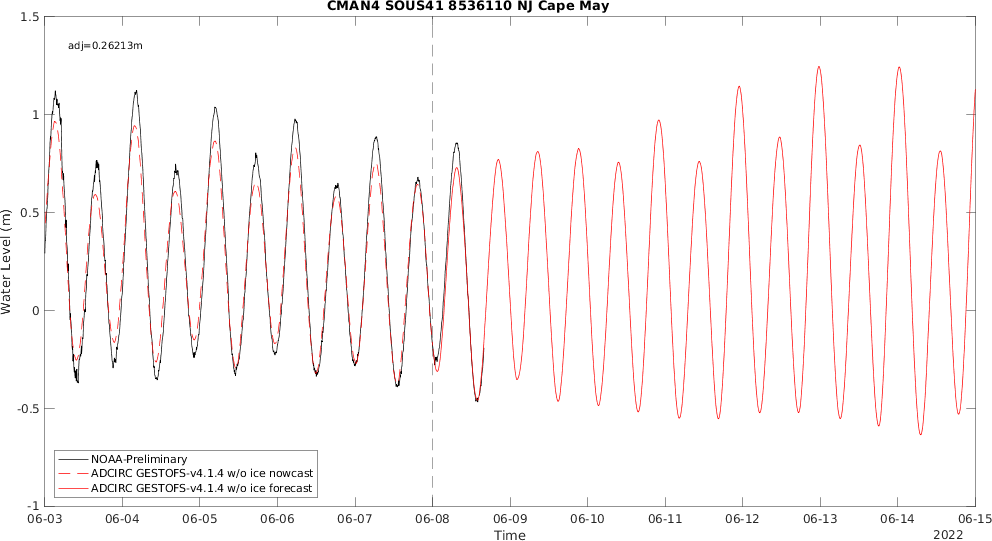 CMAN4 SOUS41 8536110 NJ Cape May
adj=0.26213m
1.5
1
0.5
0
-0.5
-1
Water Level (m)
NOAA-Preliminary
ADCIRC GESTOFS-v4.1.4 w/o ice nowcast
ADCIRC GESTOFS-v4.1.4 w/o ice forecast
06-03 06-04 06-05 06-06 06-07 06-08 06-09 06-10 06-11 06-12 06-13 06-14 06-15
Time
2022